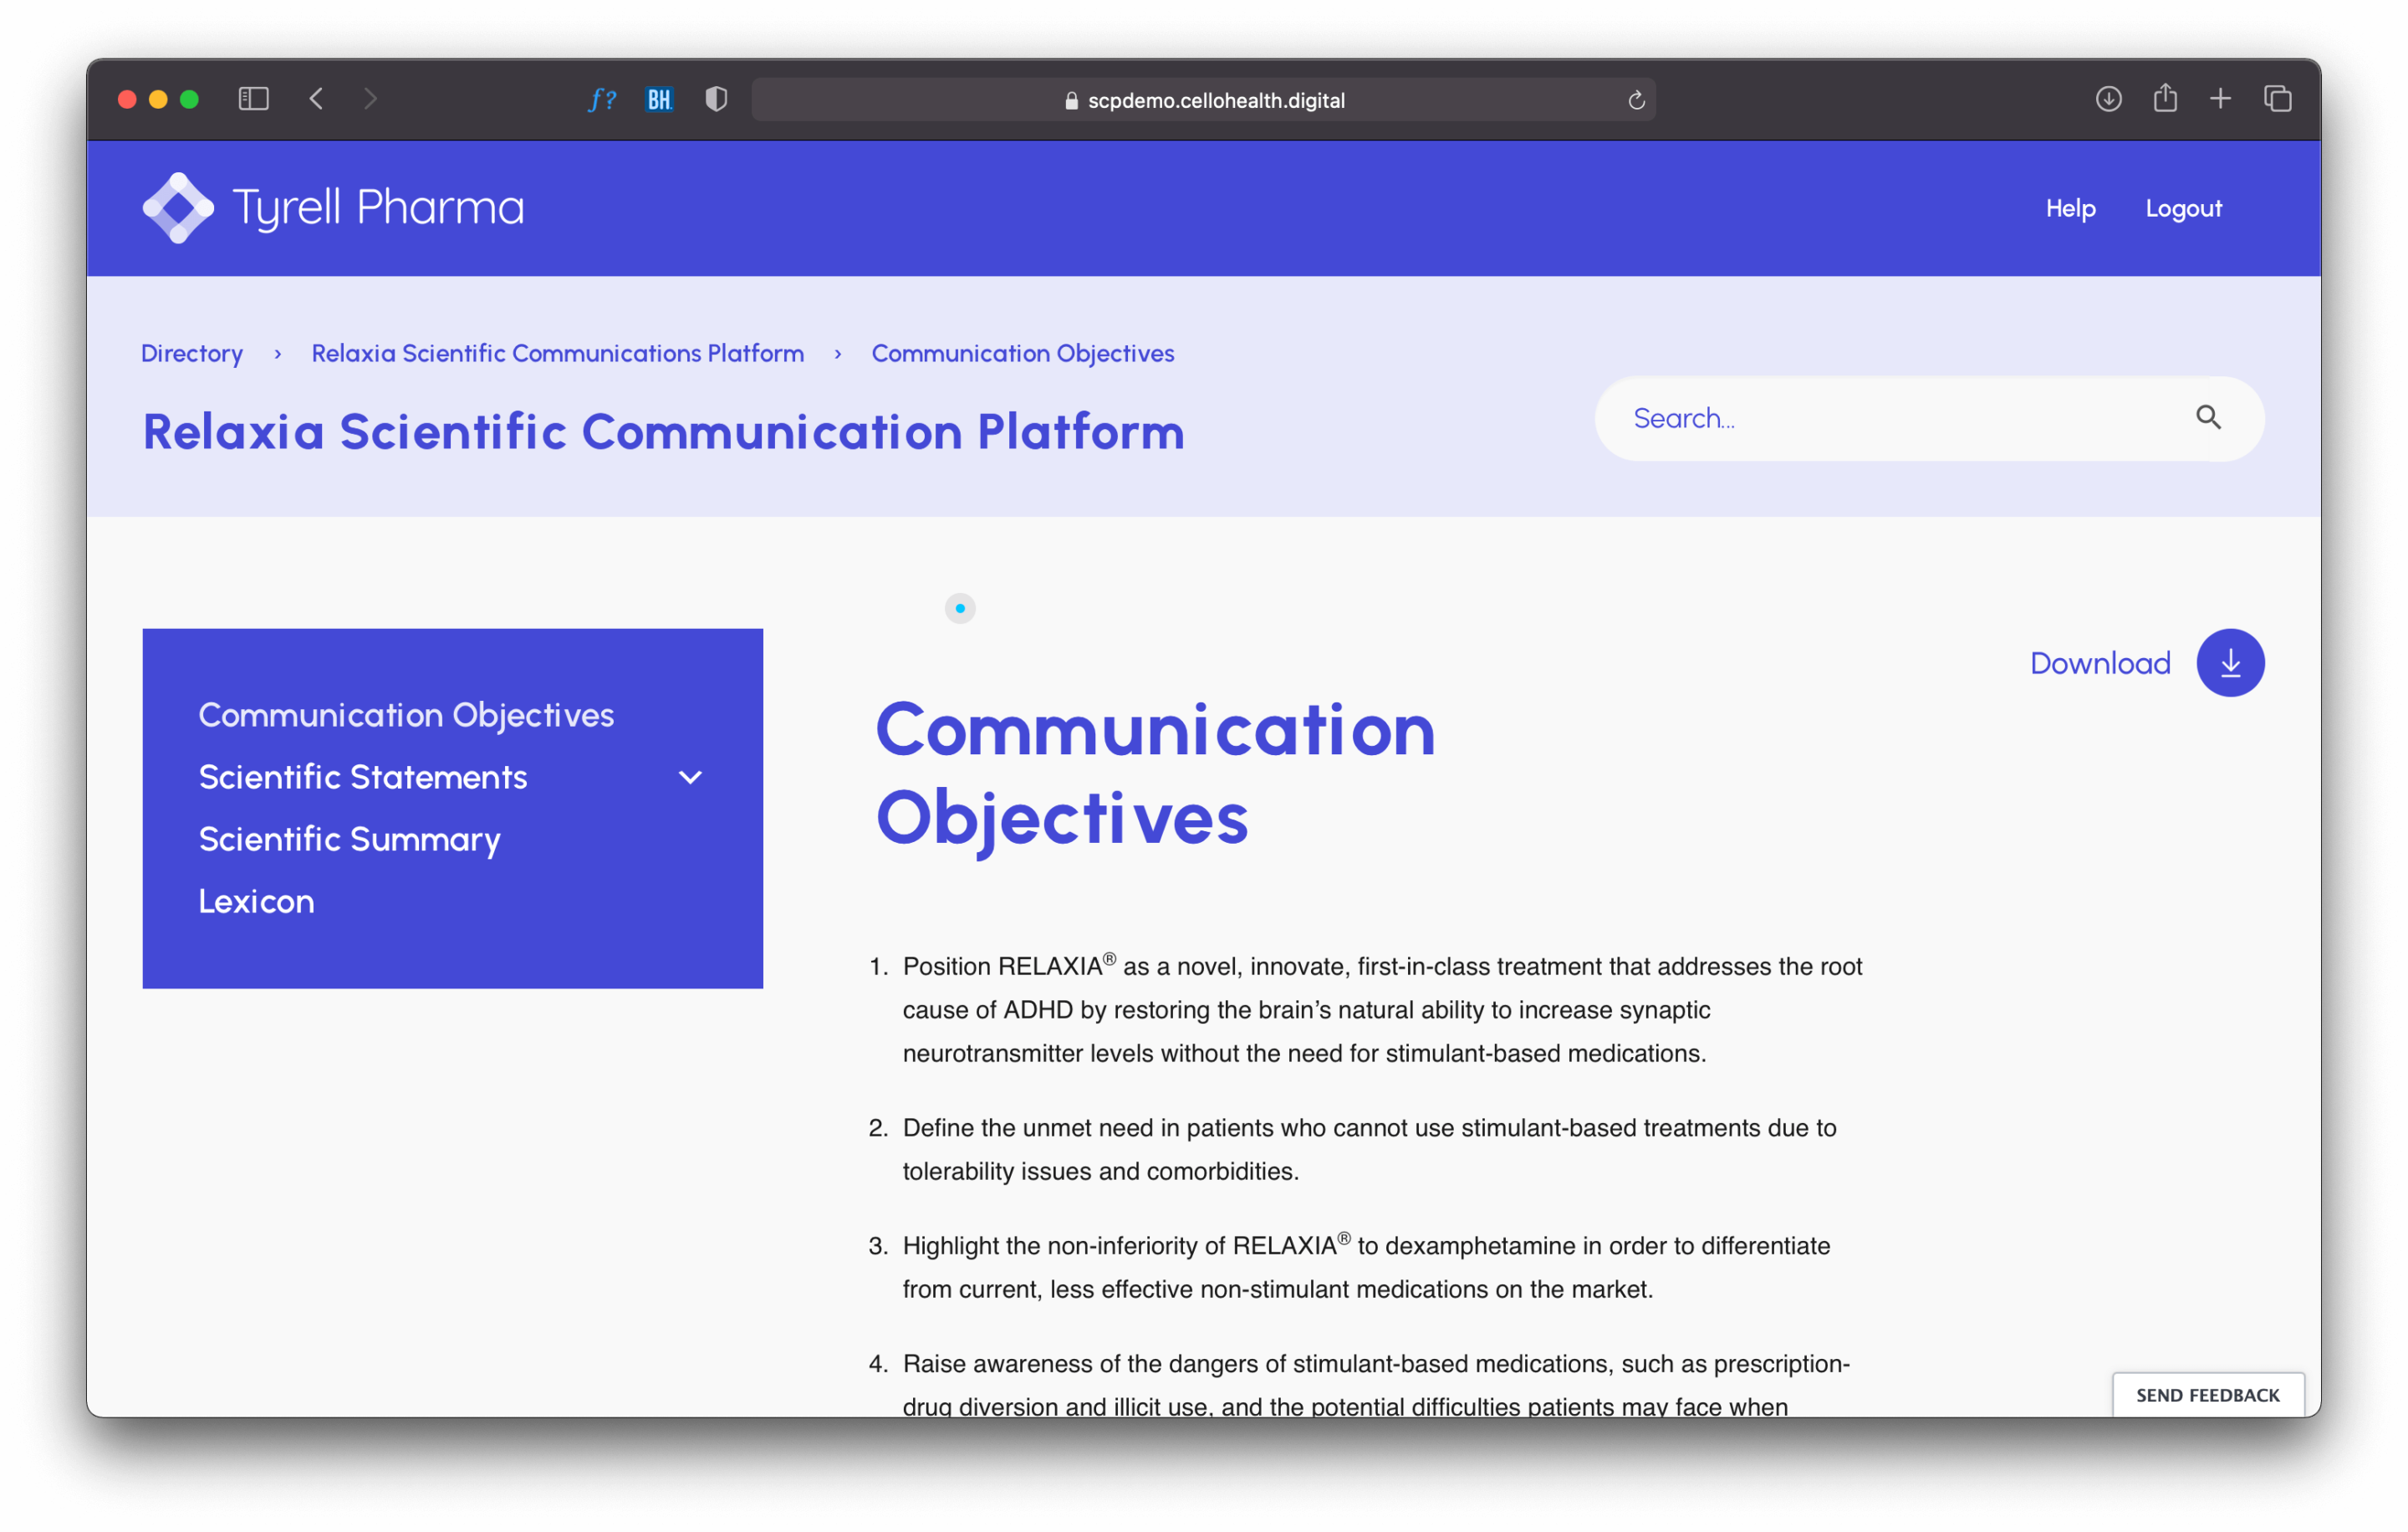 f?
BH
scpdemo.cellohealth.digital
Tyrell Pharma
Help
Logout
Directory › Relaxia Scientific Communications Platform › Communication Objectives
Relaxia Scientific Communication Platform
Search...
Communication Objectives
Scientific Statements
Scientific Summary
Lexicon
Download
Communication
Objectives
1. Position RELAXIA® as a novel, innovate, first-in-class treatment that addresses the root
cause of ADHD by restoring the brain’s natural ability to increase synaptic
neurotransmitter levels without the need for stimulant-based medications.
2. Define the unmet need in patients who cannot use stimulant-based treatments due to
tolerability issues and comorbidities.
3. Highlight the non-inferiority of RELAXIA® to dexamphetamine in order to differentiate
from current, less effective non-stimulant medications on the market.
4. Raise awareness of the dangers of stimulant-based medications, such as prescription-
drug diversion and illicit use, and the potential difficulties patients may face when
SEND FEEDBACK